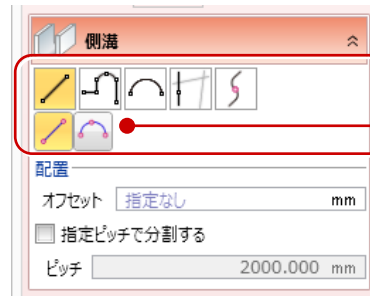 側溝
配置
オフセット 指定なし mm
指定ピッチで分割する
ピッチ 2000.000 mm